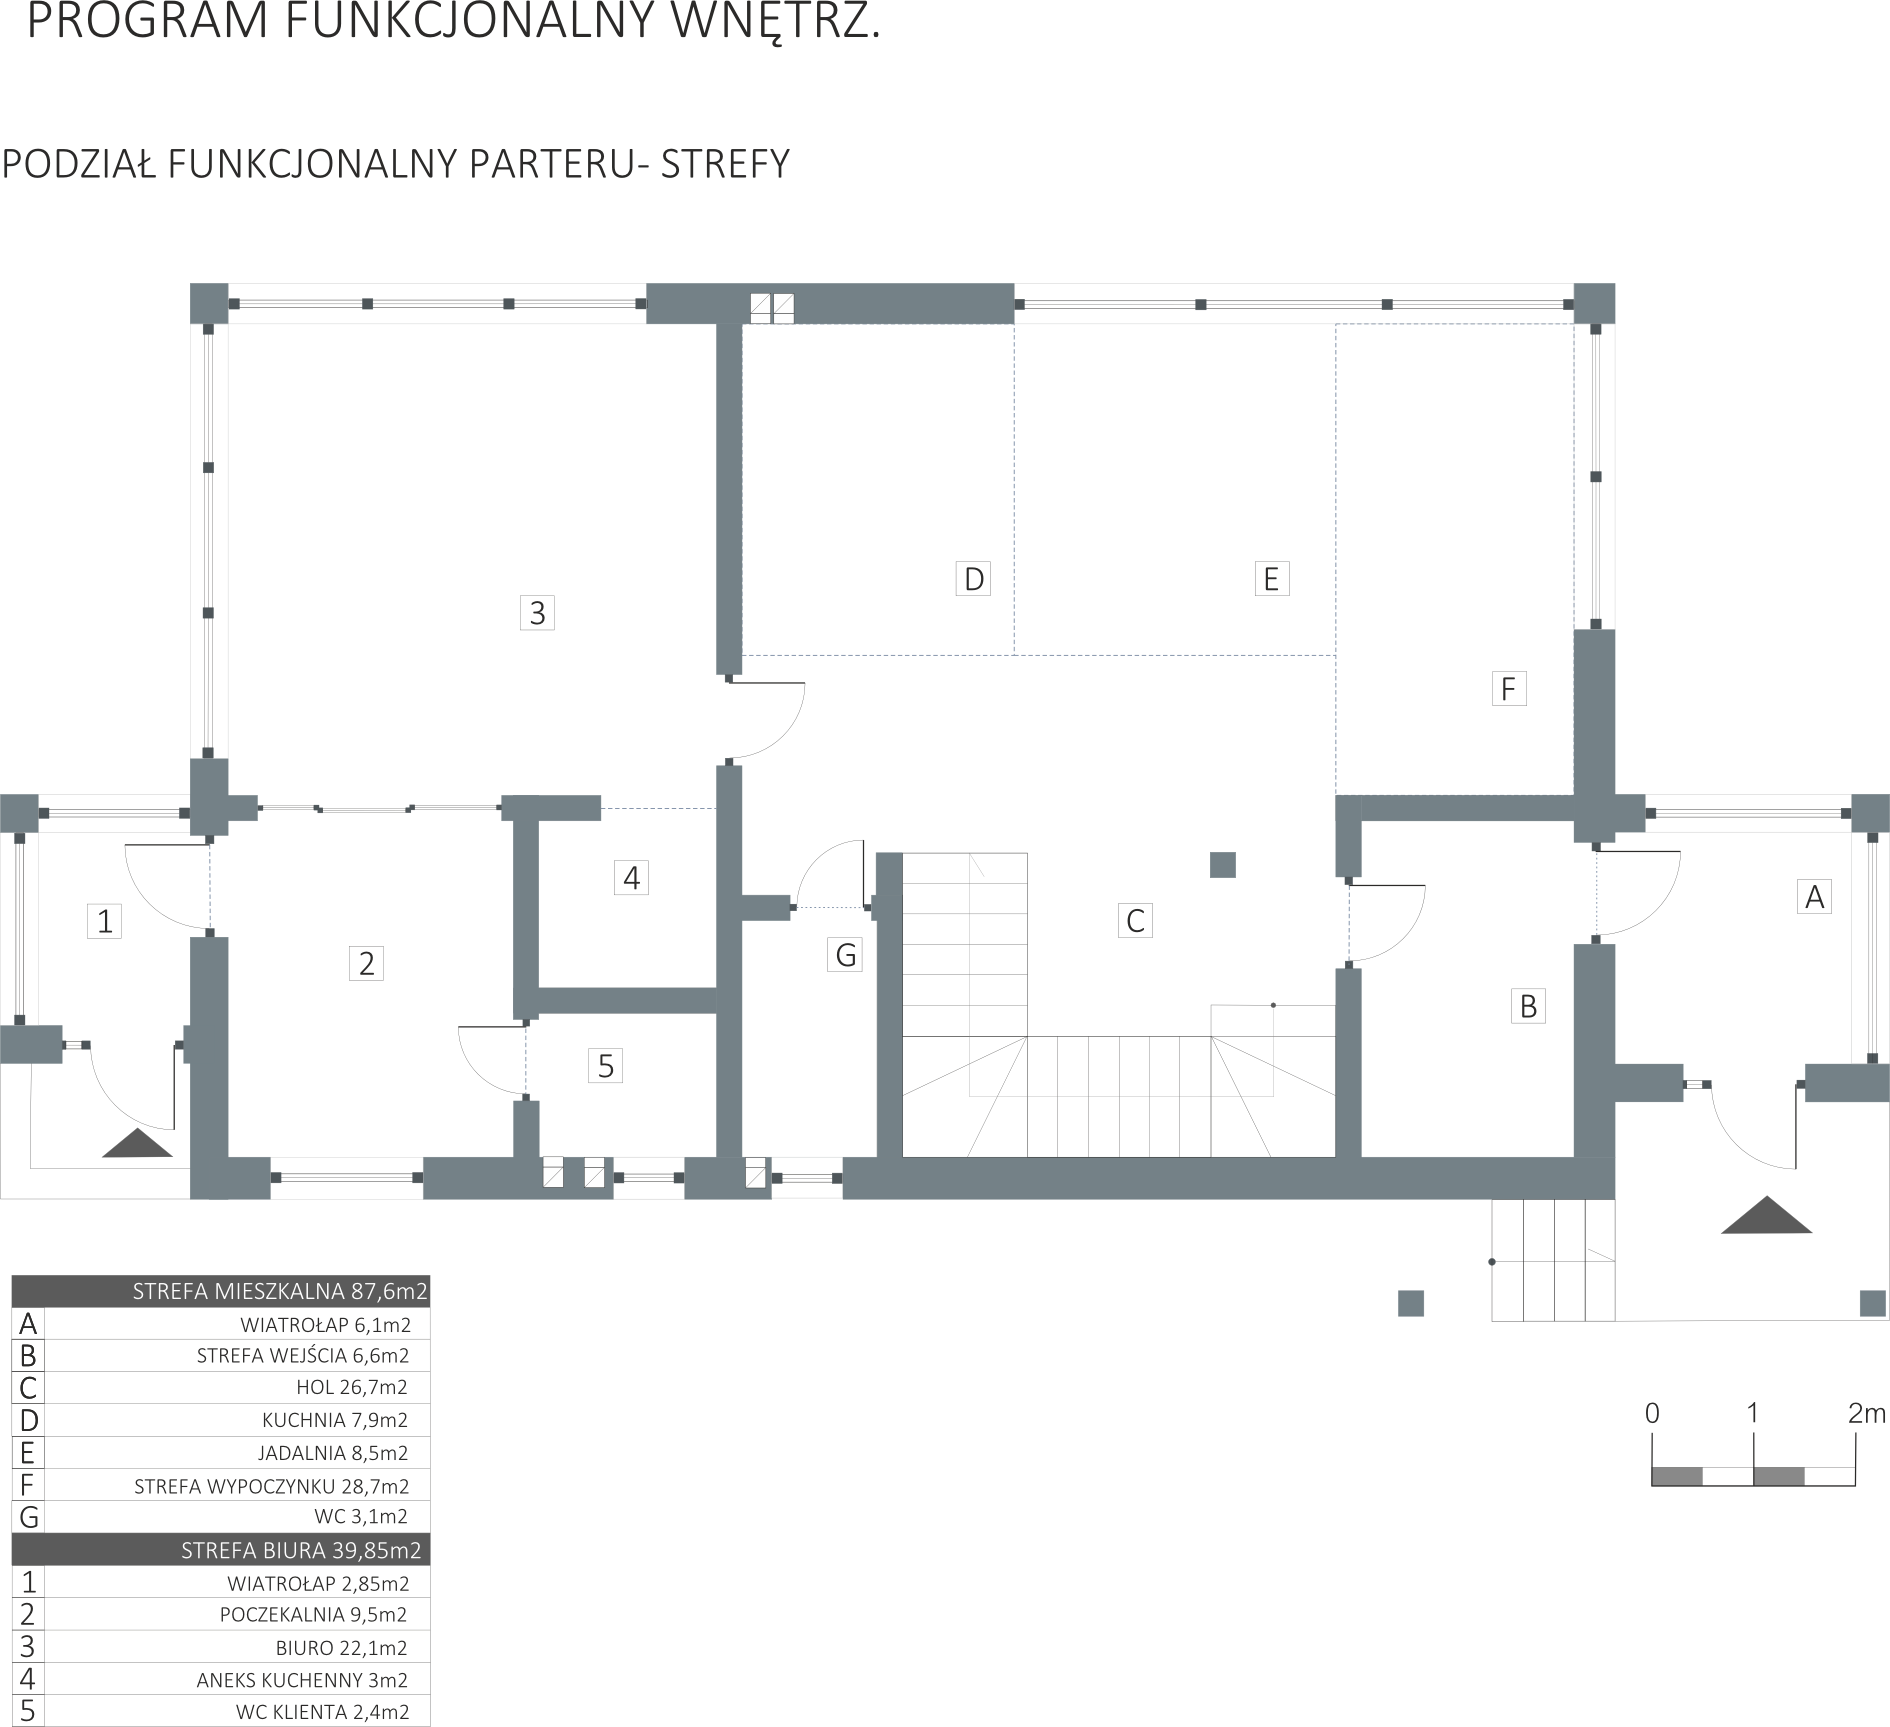 PROGRAM FUNKCJONALNY WNĘTRZ.
PODZIAŁ FUNKCJONALNY PARTERU- STREFY
D
E
3
F
4
A
1
C
G
2
B
5
STREFA MIESZKALNA 87,6m2
A WIATROŁAP 6,1m2
B STREFA WEJŚCIA 6,6m2
C HOL 26,7m2
D KUCHNIA 7,9m2
E JADALNIA 8,5m2
F STREFA WYPOCZYNKU 28,7m2
G WC 3,1m2
STREFA BIURA 39,85m2
1 WIATROŁAP 2,85m2
2 POCZEKALNIA 9,5m2
3 BIURO 22,1m2
4 ANEKS KUCHENNY 3m2
5 WC KLIENTA 2,4m2
0 1 2m